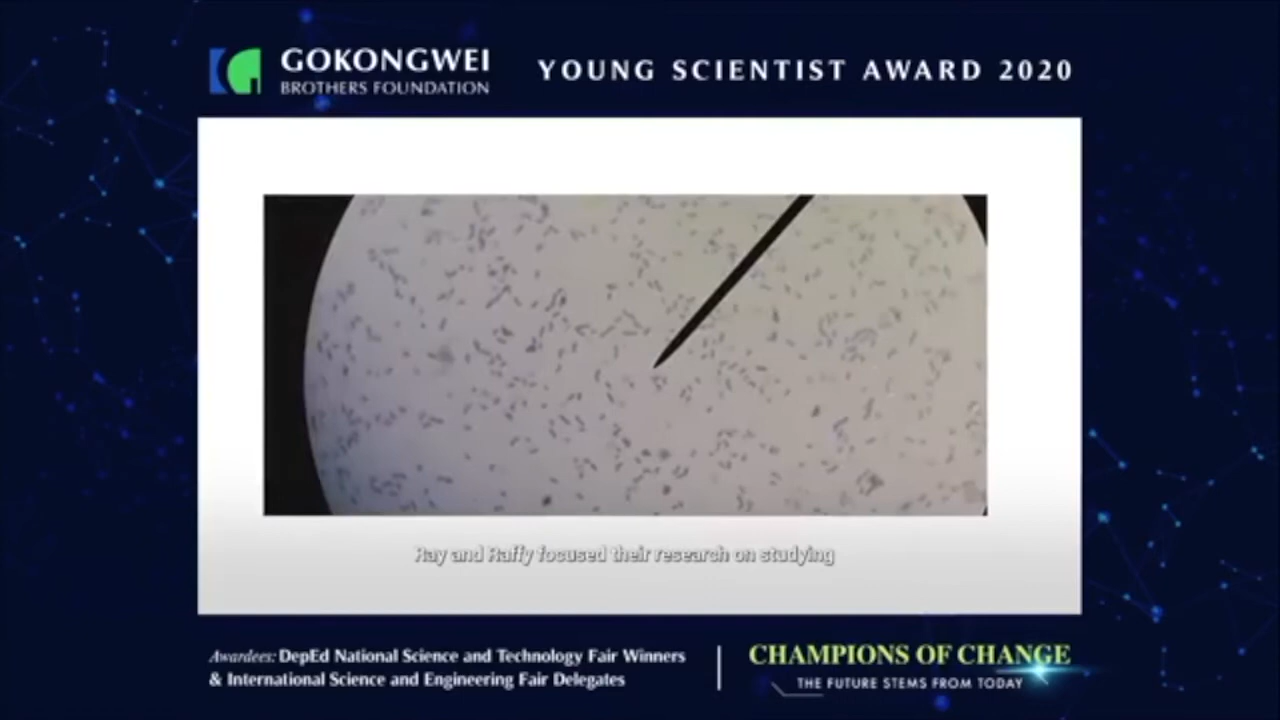 GOKONGWEI
BROTHERS FOUNDATION
YOUNG SCIENTIST AWARD 2020
Ray and Raffy focused their research on studying
Awardees: DepEd National Science and Technology Fair Winners
& International Science and Engineering Fair Delegates
CHAMPIONS OF CHANGE
THE FUTURE STEMS FROM TODAY